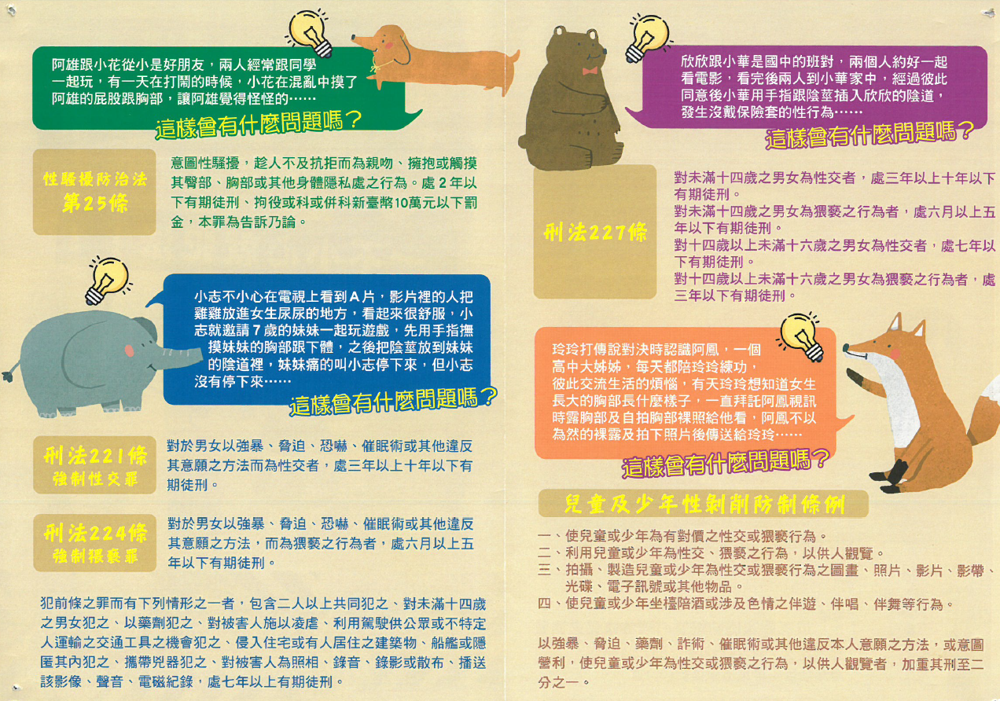 阿雄跟小花從小是好朋友，兩人經常跟同學
一起玩，有一天在打鬧的時候，小花在混亂中摸了
阿雄的屁股跟胸部，讓阿雄覺得怪怪的……
這樣會有什麼問題嗎？
性騷擾防治法
第25條
意圖性騷擾，趁人不及抗拒而為親吻、擁抱或觸摸
其臀部、胸部或其他身體隱私處之行為。處２年以
下有期徒刑、拘役或科或併科新臺幣10萬元以下罰
金，本罪為告訴乃論。
小志不小心在電視上看到A片，影片裡的人把
雞雞放進女生尿尿的地方，看起來很舒服，小
志就邀請７歲的妹妹一起玩遊戲，先用手指撫
摸妹妹的胸部跟下體，之後把陰莖放到妹妹
的陰道裡，妹妹痛的叫小志停下來，但小志
沒有停下來……
這樣會有什麼問題嗎？
刑法221條
強制性交罪
對於男女以強暴、脅迫、恐嚇、催眠術或其他違反
其意願之方法而為性交者，處三年以上十年以下有
期徒刑。
刑法224條
強制猥褻罪
對於男女以強暴、脅迫、恐嚇、催眠術或其他違反
其意願之方法，而為猥褻之行為者，處六月以上五
年以下有期徒刑。
犯前條之罪而有下列情形之一者，包含二人以上共同犯之、對未滿十四歲
之男女犯之、以藥劑犯之、對被害人施以凌虐、利用駕駛供公眾或不特定
人運輸之交通工具之機會犯之、侵入住宅或有人居住之建築物、船艦或隱
匿其內犯之、攜帶兇器犯之、對被害人為照相、錄音、錄影或散布、播送
該影像、聲音、電磁紀錄，處七年以上有期徒刑。
欣欣跟小華是國中的班對，兩個人約好一起
看電影，看完後兩人到小華家中，經過彼此
同意後小華用手指跟陰莖插入欣欣的陰道，
發生沒戴保險套的性行為……
這樣會有什麼問題嗎？
刑法227條
對未滿十四歲之男女為性交者，處三年以上十年以下
有期徒刑。
對未滿十四歲之男女為猥褻之行為者，處六月以上五
年以下有期徒刑。
對十四歲以上未滿十六歲之男女為性交者，處七年以
下有期徒刑。
對十四歲以上未滿十六歲之男女為猥褻之行為者，處
三年以下有期徒刑。
玲玲打傳說對決時認識阿鳳，一個
高中大姊姊，每天都陪玲玲練功，
彼此交流生活的煩惱，有天玲玲想知道女生
長大的胸部長什麼樣子，一直拜託阿鳳視訊
時露胸部及自拍胸部裸照給他看，阿鳳不以
為然的裸露及拍下照片後傳送給玲玲……
這樣會有什麼問題嗎？
兒童及少年性剝削防制條例
一、使兒童或少年為有對價之性交或猥褻行為。
二、利用兒童或少年為性交、猥褻之行為，以供人觀覽。
三、拍攝、製造兒童或少年為性交或猥褻行為之圖畫、照片、影片、影帶、
光碟、電子訊號或其他物品。
四、使兒童或少年坐檯陪酒或涉及色情之伴遊、伴唱、伴舞等行為。
以強暴、脅迫、藥劑、詐術、催眠術或其他違反本人意願之方法，或意圖
營利，使兒童或少年為性交或猥褻之行為，以供人觀覽者，加重其刑至二
分之一。